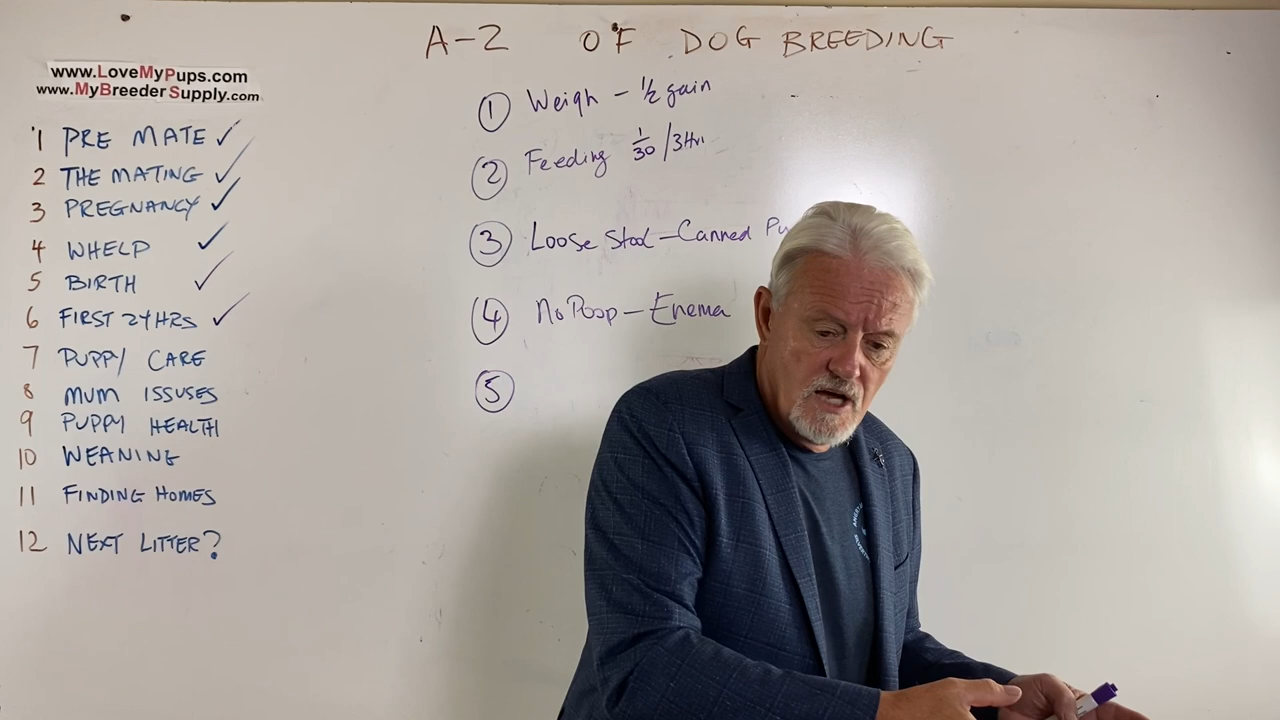 A-Z OF DOG BREEDING
www.LoveMyPups.com
www.MyBreederSupply.com
1 PRE MATE ✓
2 THE MATING ✓
3 PREGNANCY ✓
4 WHELP ✓
5 BIRTH ✓
6 FIRST 24HRS ✓
7 PUPPY CARE
8 MUM ISSUSES
9 PUPPY HEALTH
10 WEANING
11 FINDING HOMES
12 NEXT LITTER?
1 Weigh - 1/2 gain
2 Feeding 1/30 /3Hrs
3 Loose Stool - Canned Pu
4 No Poop - Enema
5